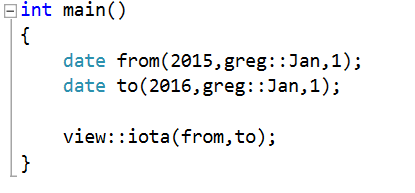 int main()
{
    date from(2015,greg::Jan,1);
    date to(2016,greg::Jan,1);

    view::iota(from,to);
}